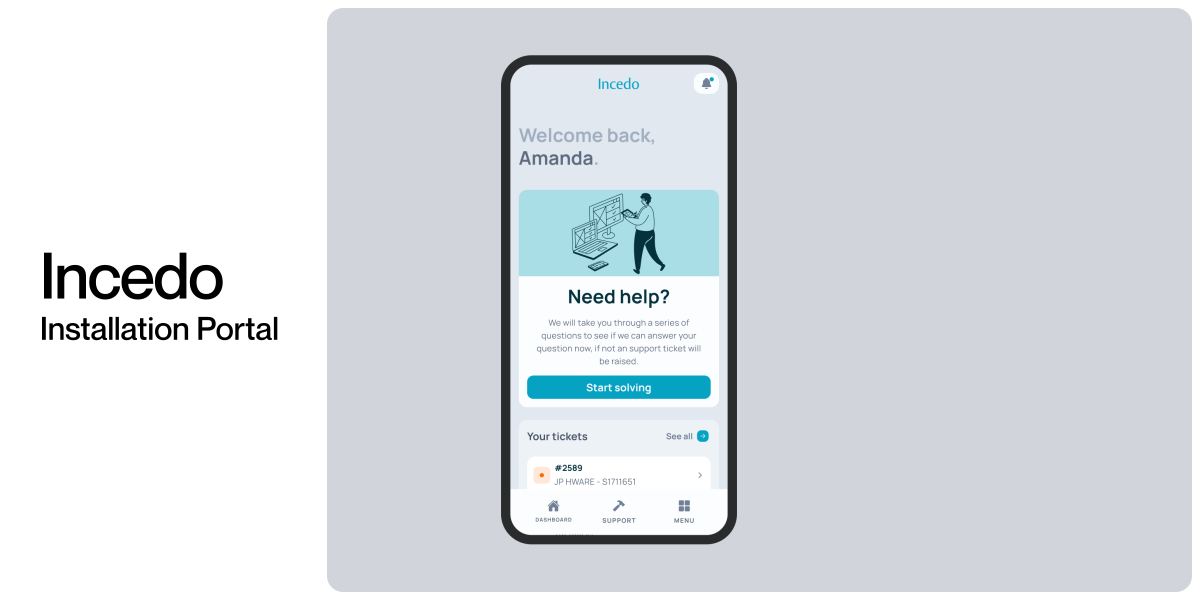 Incedo
Installation Portal
Incedo
Welcome back,
Amanda.
Need help?
We will take you through a series of
questions to see if we can answer your
question now, if not an support ticket will
be raised.
Start solving
Your tickets
See all
#2589
JP HWARE - S1711651
DASHBOARD
SUPPORT
MENU